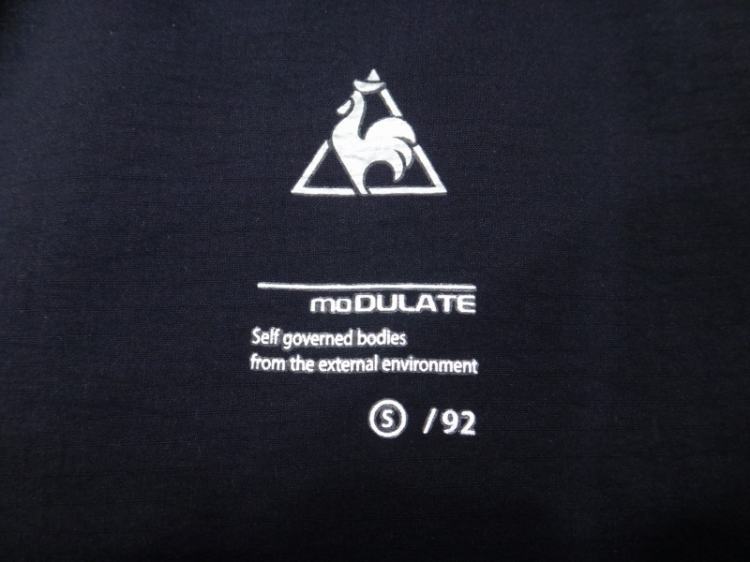 moDULATE
Self governed bodies
from the external environment
S /92